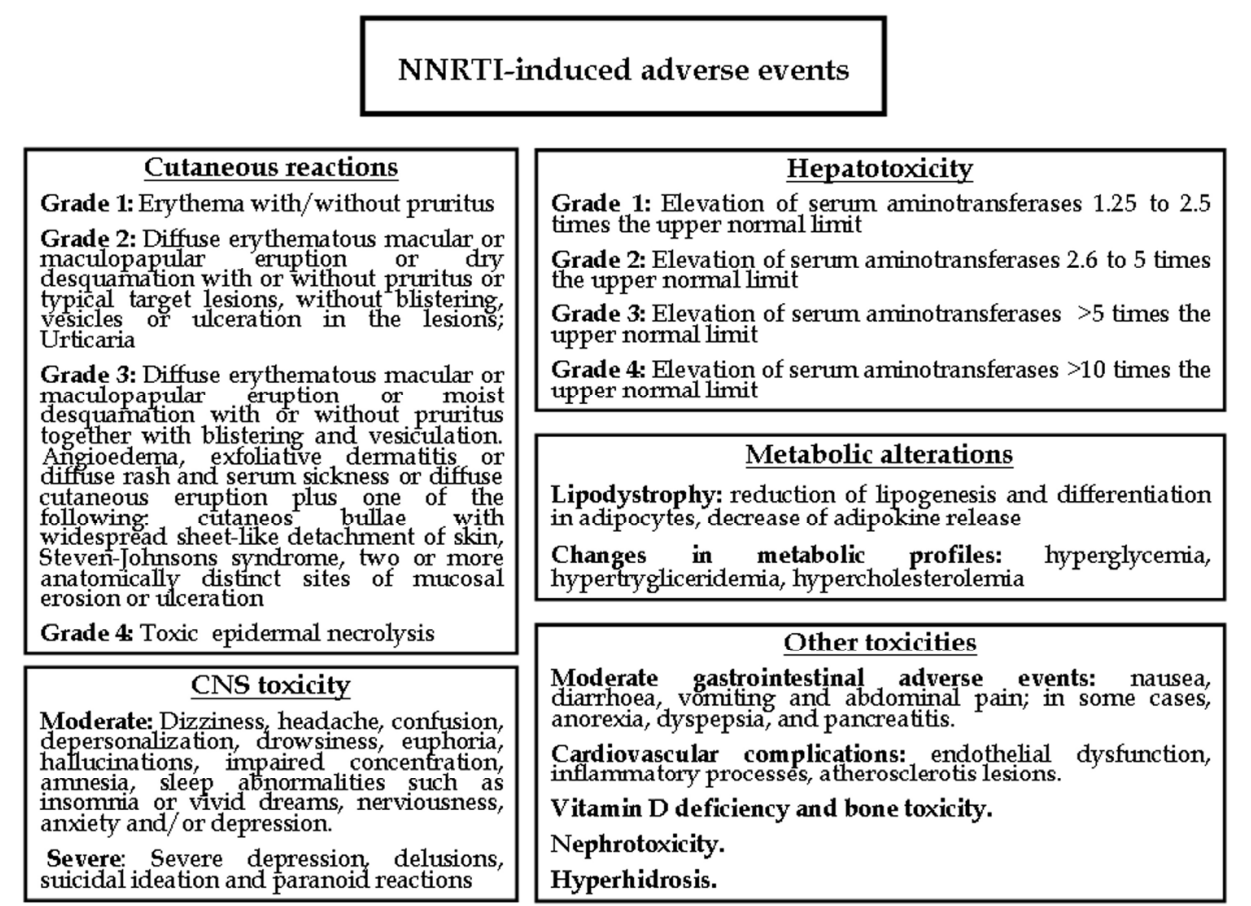 NNRTI-induced adverse events
Cutaneous reactions
Grade 1: Erythema with/without pruritus
Grade 2: Diffuse erythematous macular or
maculopapular eruption or dry
desquamation with or without pruritus or
typical target lesions, without blistering,
vesicles or ulceration in the lesions;
Urticaria
Grade 3: Diffuse erythematous macular or
maculopapular eruption or moist
desquamation with or without pruritus
together with blistering and vesiculation.
Angioedema, exfoliative dermatitis or
diffuse rash and serum sickness or diffuse
cutaneous eruption plus one of the
following: cutaneos bullae with
widespread sheet-like detachment of skin,
Steven-Johnsons syndrome, two or more
anatomically distinct sites of mucosal
erosion or ulceration
Grade 4: Toxic epidermal necrolysis
CNS toxicity
Moderate: Dizziness, headache, confusion,
depersonalization, drowsiness, euphoria,
hallucinations, impaired concentration,
amnesia, sleep abnormalities such as
insomnia or vivid dreams, nerviousness,
anxiety and/or depression.
Severe: Severe depression, delusions,
suicidal ideation and paranoid reactions
Hepatotoxicity
Grade 1: Elevation of serum aminotransferases 1.25 to 2.5
times the upper normal limit
Grade 2: Elevation of serum aminotransferases 2.6 to 5 times
the upper normal limit
Grade 3: Elevation of serum aminotransferases >5 times the
upper normal limit
Grade 4: Elevation of serum aminotransferases >10 times the
upper normal limit
Metabolic alterations
Lipodystrophy: reduction of lipogenesis and differentiation
in adipocytes, decrease of adipokine release
Changes in metabolic profiles: hyperglycemia,
hypertrygliceridemia, hypercholesterolemia
Other toxicities
Moderate gastrointestinal adverse events: nausea,
diarrhoea, vomiting and abdominal pain; in some cases,
anorexia, dyspepsia, and pancreatitis.
Cardiovascular complications: endothelial dysfunction,
inflammatory processes, atherosclerotis lesions.
Vitamin D deficiency and bone toxicity.
Nephrotoxicity.
Hyperhidrosis.